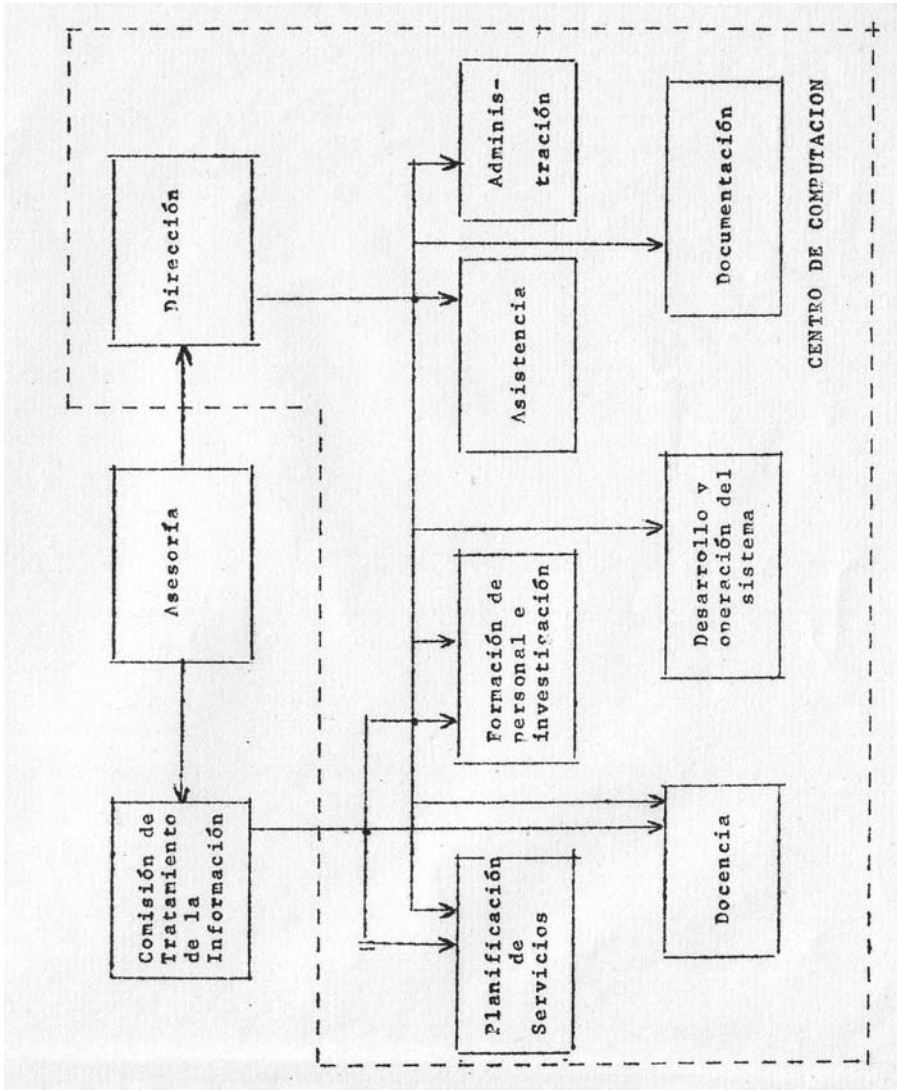 Comisión de
Tratamiento
de la
Información
Asesoría
Dirección
Planificación
de
Servicios
Formación de
personal e
investigación
Asistencia
Adminis-
tración
Docencia
Desarrollo y
operación del
sistema
Documentación
CENTRO DE COMPUTACION